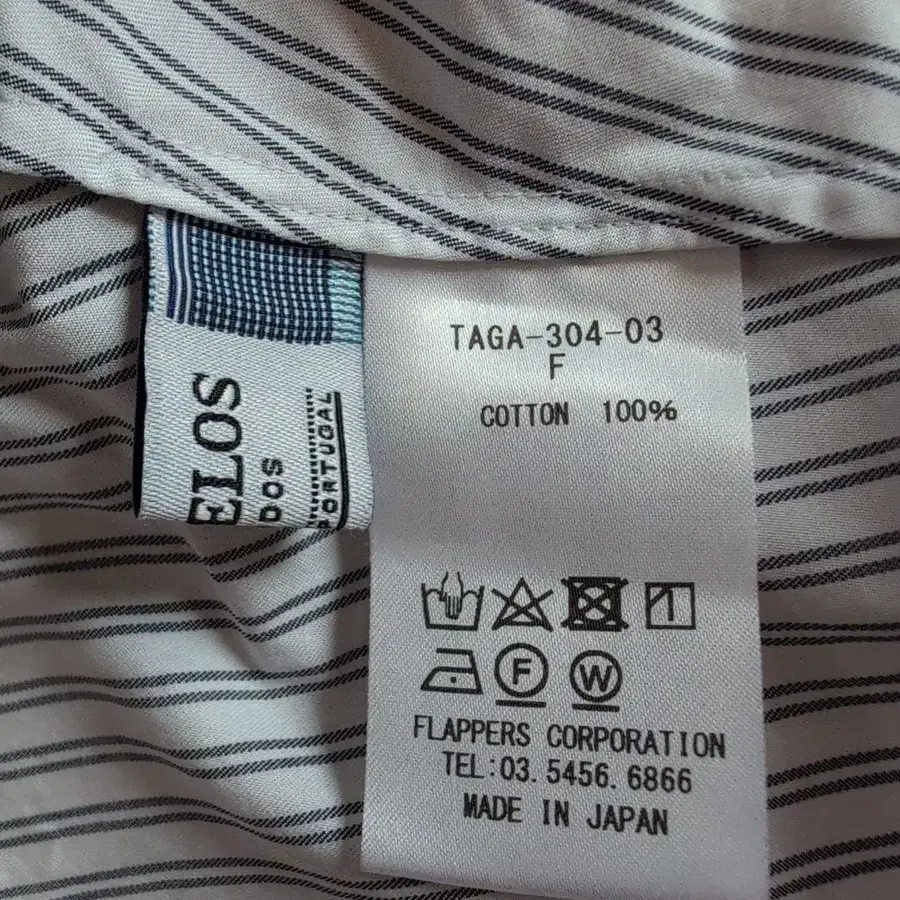 ELOS
DOS
PORTUGAL
TAGA-304-03
F
COTTON 100%
F
W
FLAPPERS CORPORATION
TEL:03.5456.6866
MADE IN JAPAN